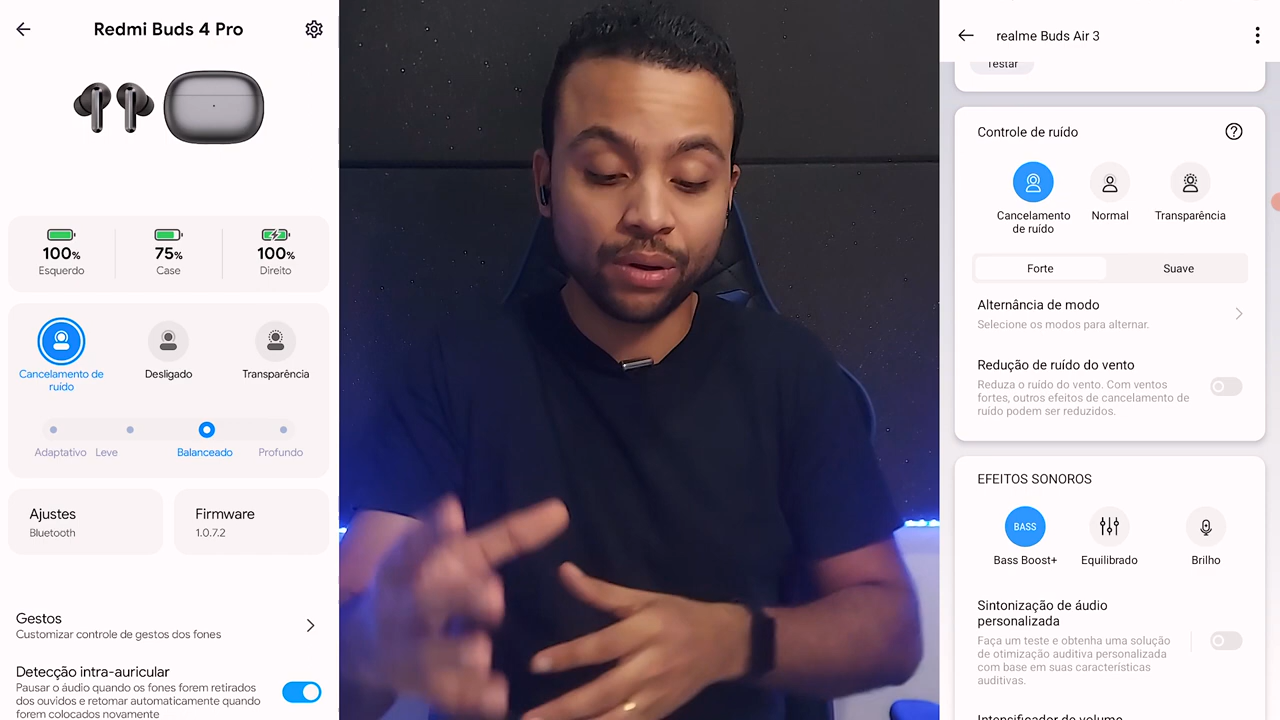 Redmi Buds 4 Pro
100%
75%
100%
Esquerdo
Case
Direito
Cancelamento de
ruído
Desligado
Transparência
Adaptativo
Leve
Balanceado
Profundo
Ajustes
Bluetooth
Firmware
1.0.7.2
Gestos
Customizar controle de gestos dos fones
Detecção intra-auricular
Pausar o áudio quando os fones forem retirados
dos ouvidos e retomar automaticamente quando
forem colocados novamente
realme Buds Air 3
Testar
Controle de ruído
Cancelamento
de ruído
Normal
Transparência
Forte
Suave
Alternância de modo
Selecione os modos para alternar.
Redução de ruído do vento
Reduza o ruído do vento. Com ventos
fortes, outros efeitos de cancelamento de
ruído podem ser reduzidos.
EFEITOS SONOROS
BASS
Bass Boost+
Equilibrado
Brilho
Sintonização de áudio
personalizada
Faça um teste e obtenha uma solução
de otimização auditiva personalizada
com base em suas características
auditivas.
Intensificador de volume